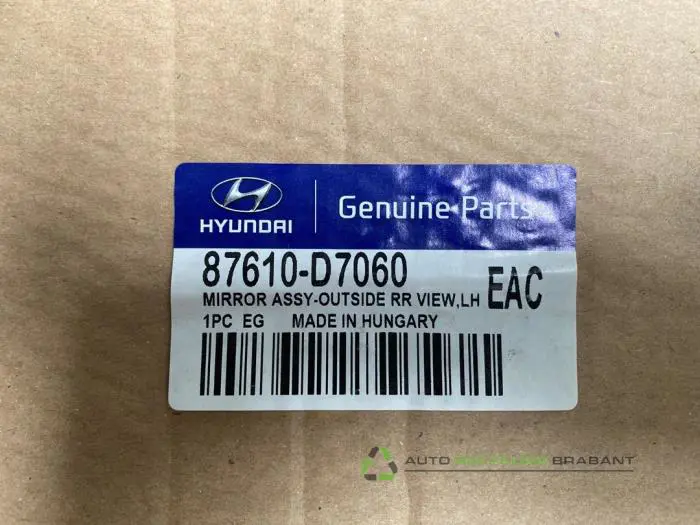 HYUNDAI
Genuine Parts
87610-D7060
MIRROR ASSY-OUTSIDE RR VIEW,LH
EAC
1PC EG MADE IN HUNGARY
AUTO BRABANT